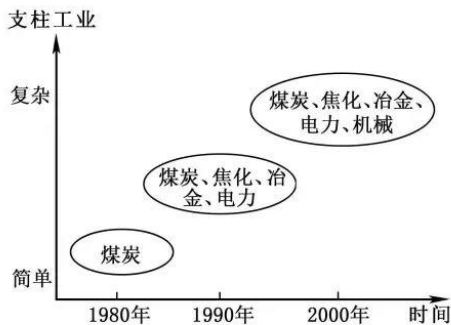 支柱工业
复杂
煤炭、焦化、冶金、
电力、机械
煤炭、焦化、冶
金、电力
煤炭
简单
1980年 1990年 2000年 时间